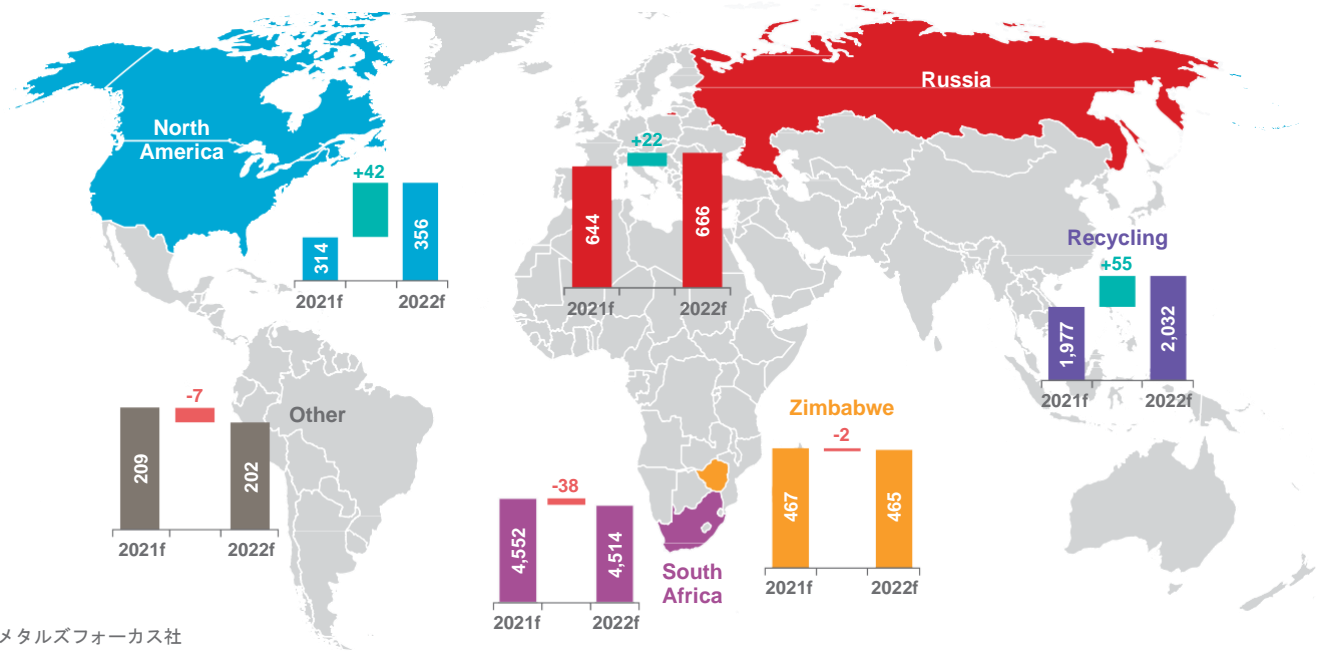 North
America
+42
314
356
2021f
2022f
Russia
+22
644
666
2021f
2022f
Recycling
+55
1,977
2,032
2021f
2022f
Other
-7
209
202
2021f
2022f
Zimbabwe
-2
467
465
2021f
2022f
South
Africa
-38
4,552
4,514
2021f
2022f
メタルズフォーカス社